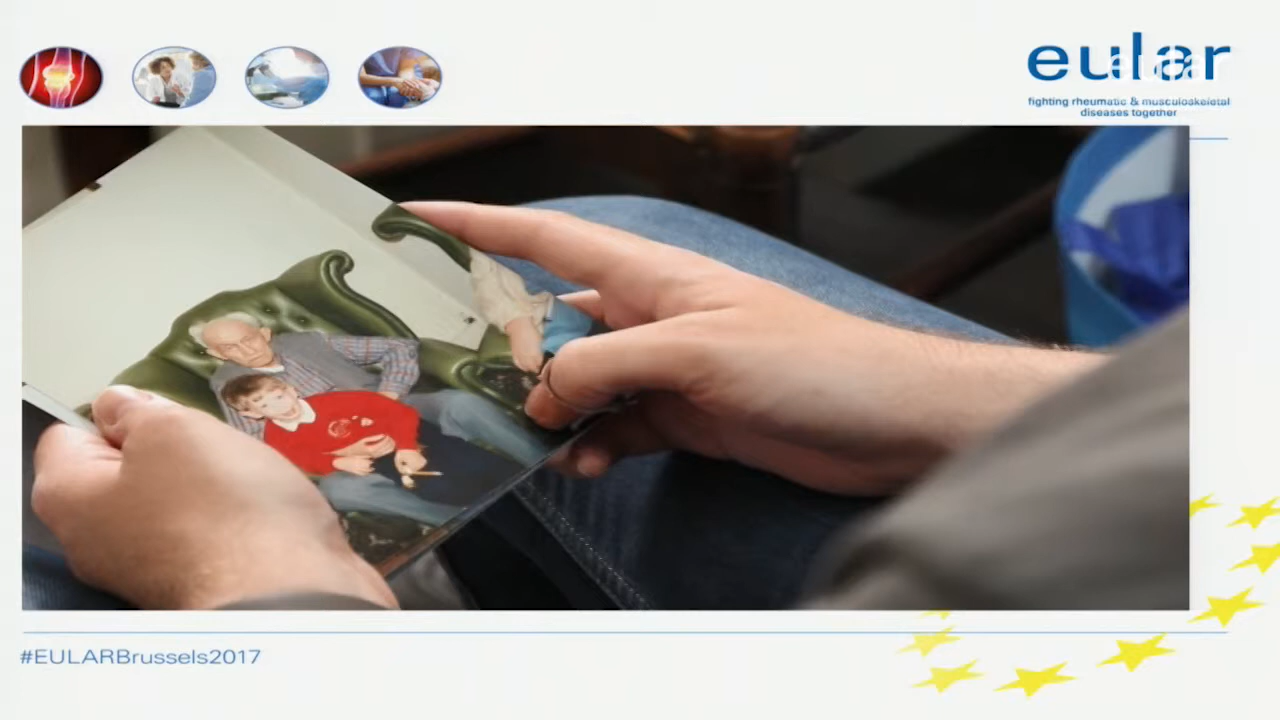 eular
fighting rheumatic & musculoskeletal
diseases together
#EULARBrussels2017